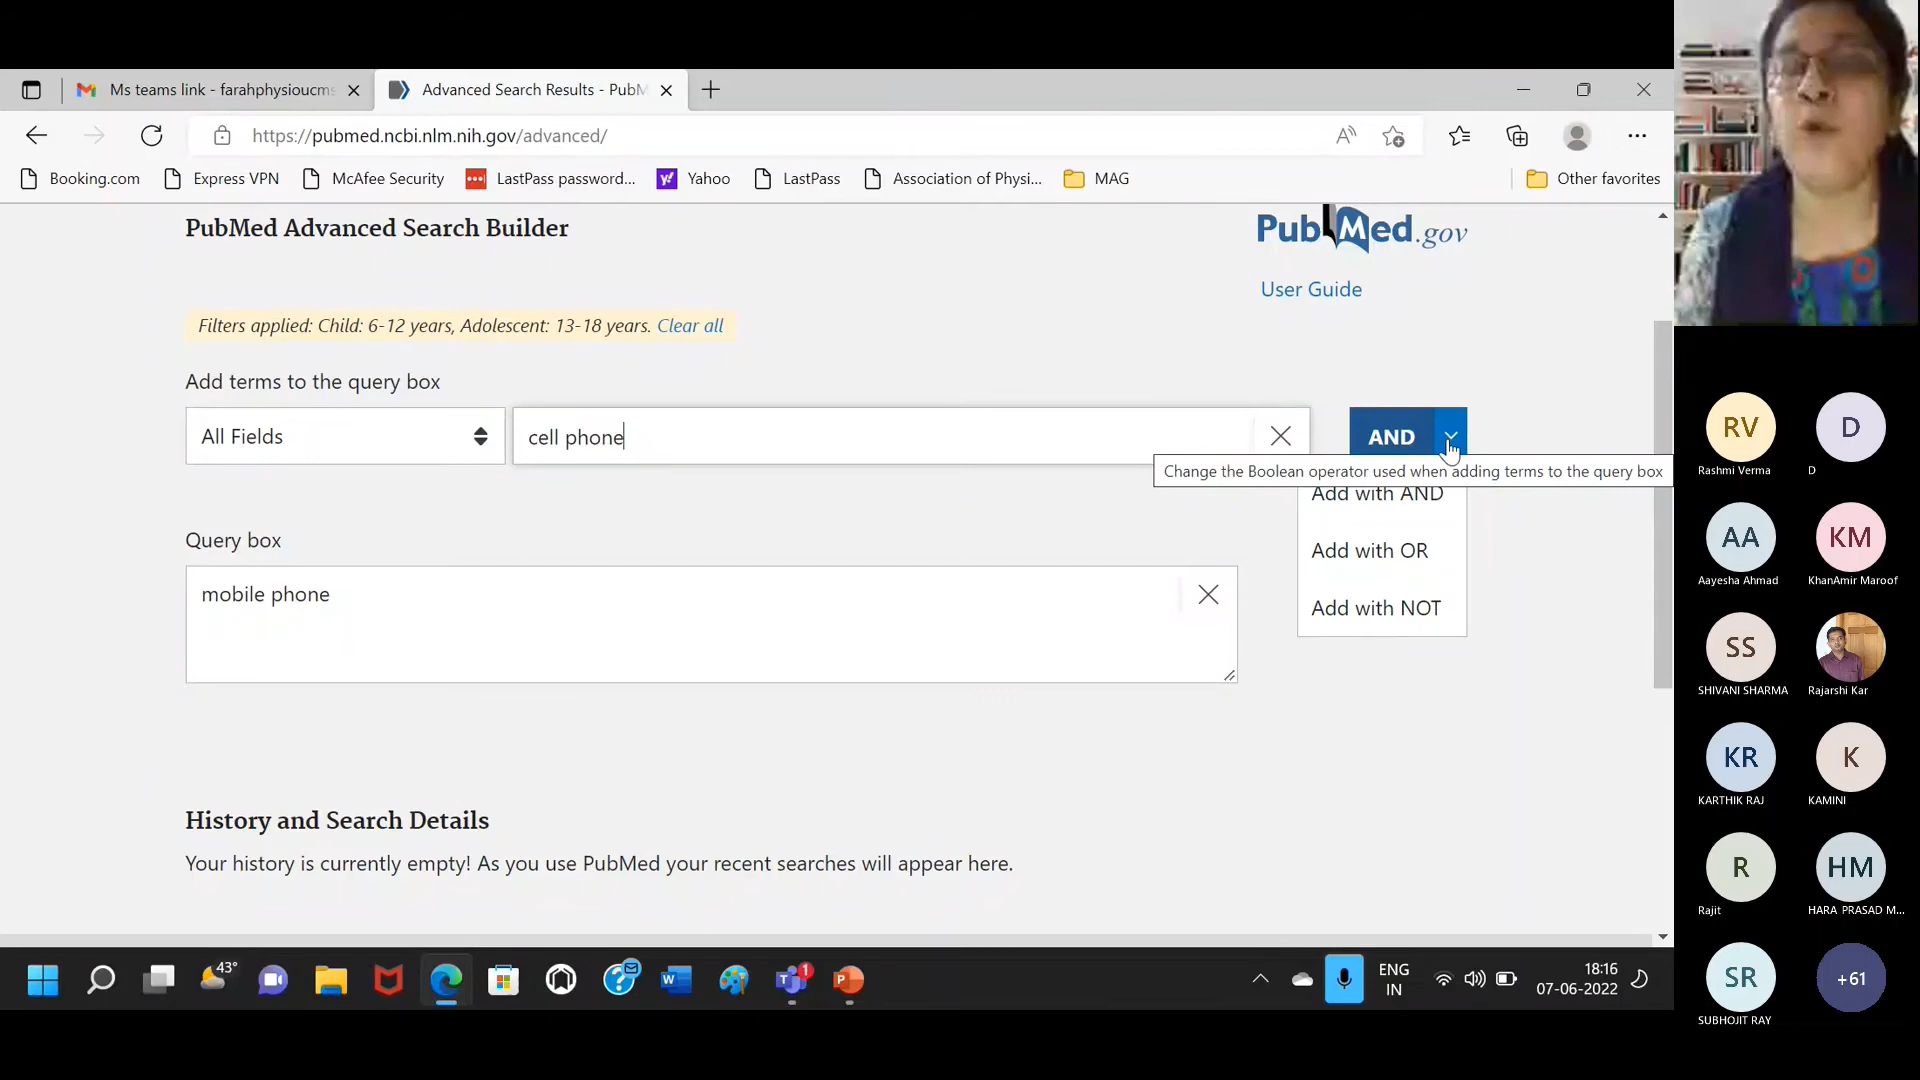 Ms teams link - farahphysioucms
Advanced Search Results - PubM
https://pubmed.ncbi.nlm.nih.gov/advanced/
Booking.com
Express VPN
McAfee Security
LastPass password...
Yahoo
LastPass
Association of Physi...
MAG
Other favorites
PubMed Advanced Search Builder
PubMed.gov
User Guide
Filters applied: Child: 6-12 years, Adolescent: 13-18 years. Clear all
Add terms to the query box
All Fields
cell phone
AND
Change the Boolean operator used when adding terms to the query box
Add with AND
Add with OR
Add with NOT
Query box
mobile phone
History and Search Details
Your history is currently empty! As you use PubMed your recent searches will appear here.
43°
1
ENG
IN
18:16
07-06-2022
RV
Rashmi Verma
D
D
AA
Aayesha Ahmad
KM
KhanAmir Maroof
SS
SHIVANI SHARMA
Rajarshi Kar
KR
KARTHIK RAJ
K
KAMINI
R
Rajit
HM
HARA PRASAD M...
SR
SUBHOJIT RAY
+61